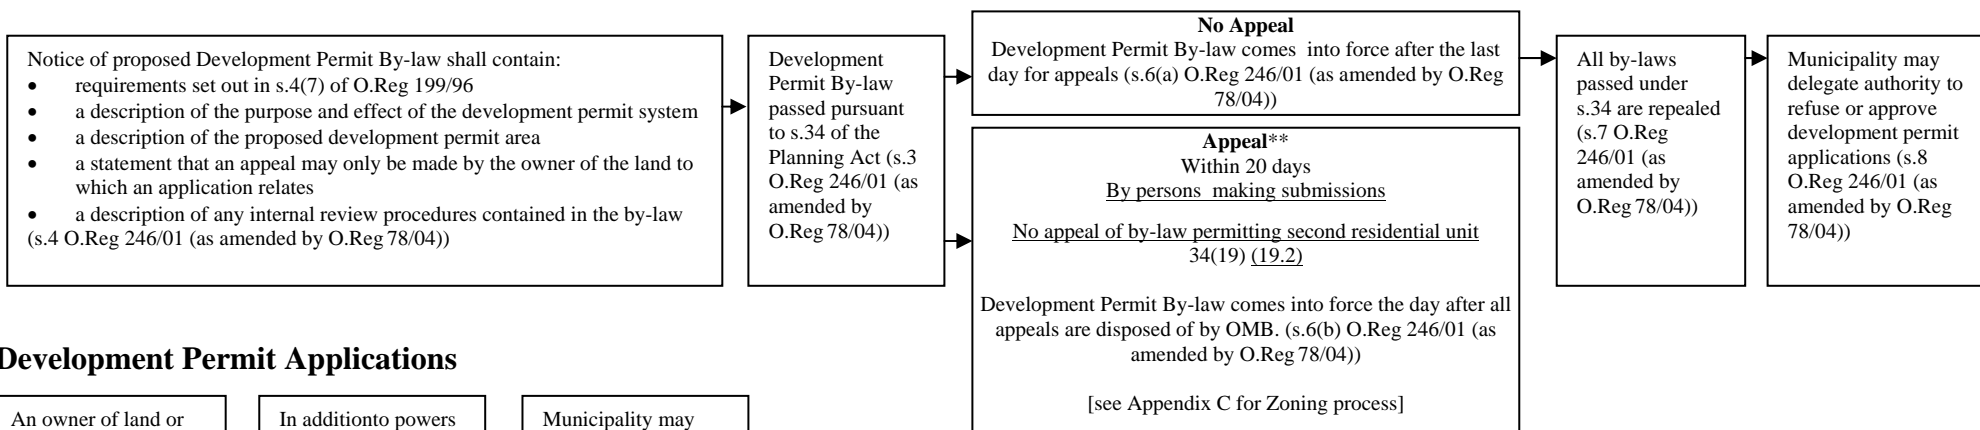 Notice of proposed Development Permit By-law shall contain:
• requirements set out in s.4(7) of O.Reg 199/96
• a description of the purpose and effect of the development permit system
• a description of the proposed development permit area
• a statement that an appeal may only be made by the owner of the land to
which an application relates
• a description of any internal review procedures contained in the by-law
(s.4 O.Reg 246/01 (as amended by O.Reg 78/04))
Development
Permit By-law
passed pursuant
to s.34 of the
Planning Act (s.3
O.Reg 246/01 (as
amended by
O.Reg 78/04))
No Appeal
Development Permit By-law comes into force after the last
day for appeals (s.6(a) O.Reg 246/01 (as amended by O.Reg
78/04))
Appeal**
Within 20 days
By persons making submissions
No appeal of by-law permitting second residential unit
34(19) (19.2)
Development Permit By-law comes into force the day after all
appeals are disposed of by OMB. (s.6(b) O.Reg 246/01 (as
amended by O.Reg 78/04))
[see Appendix C for Zoning process]
All by-laws
passed under
s.34 are repealed
(s.7 O.Reg
246/01 (as
amended by
O.Reg 78/04))
Municipality may
delegate authority to
refuse or approve
development permit
applications (s.8
O.Reg 246/01 (as
amended by O.Reg
78/04))
Development Permit Applications
An owner of land or
In additionto powers
Municipality may